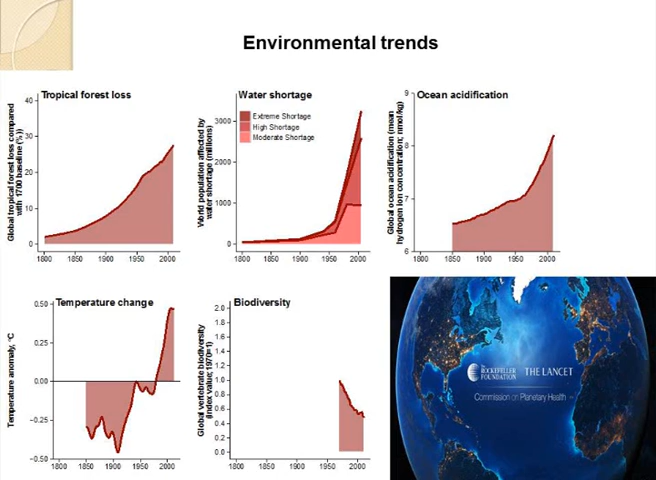 Environmental trends
Tropical forest loss
Global tropical forest loss compared
with 1700 baseline (%))
40
30
20
10
0
1800 1850 1900 1950 2000
Water shortage
World population affected by
water shortage (millions)
Extreme Shortage
High Shortage
Moderate Shortage
3000
2000
1000
0
1800 1850 1900 1950 2000
Ocean acidification
Global ocean acidification (mean
hydrogen ion concentration; nmol/kg)
9
8
7
6
1800 1850 1900 1950 2000
Temperature change
Temperature anomaly, °C
0.50
0.25
0.00
−0.25
−0.50
1800 1850 1900 1950 2000
Biodiversity
Global vertebrate biodiversity
(index value; 1970=1)
2.0
1.8
1.6
1.4
1.2
1.0
0.8
0.6
0.4
0.2
0.0
1800 1850 1900 1950 2000
THE
ROCKEFELLER
FOUNDATION
THE LANCET
Commission on Planetary Health